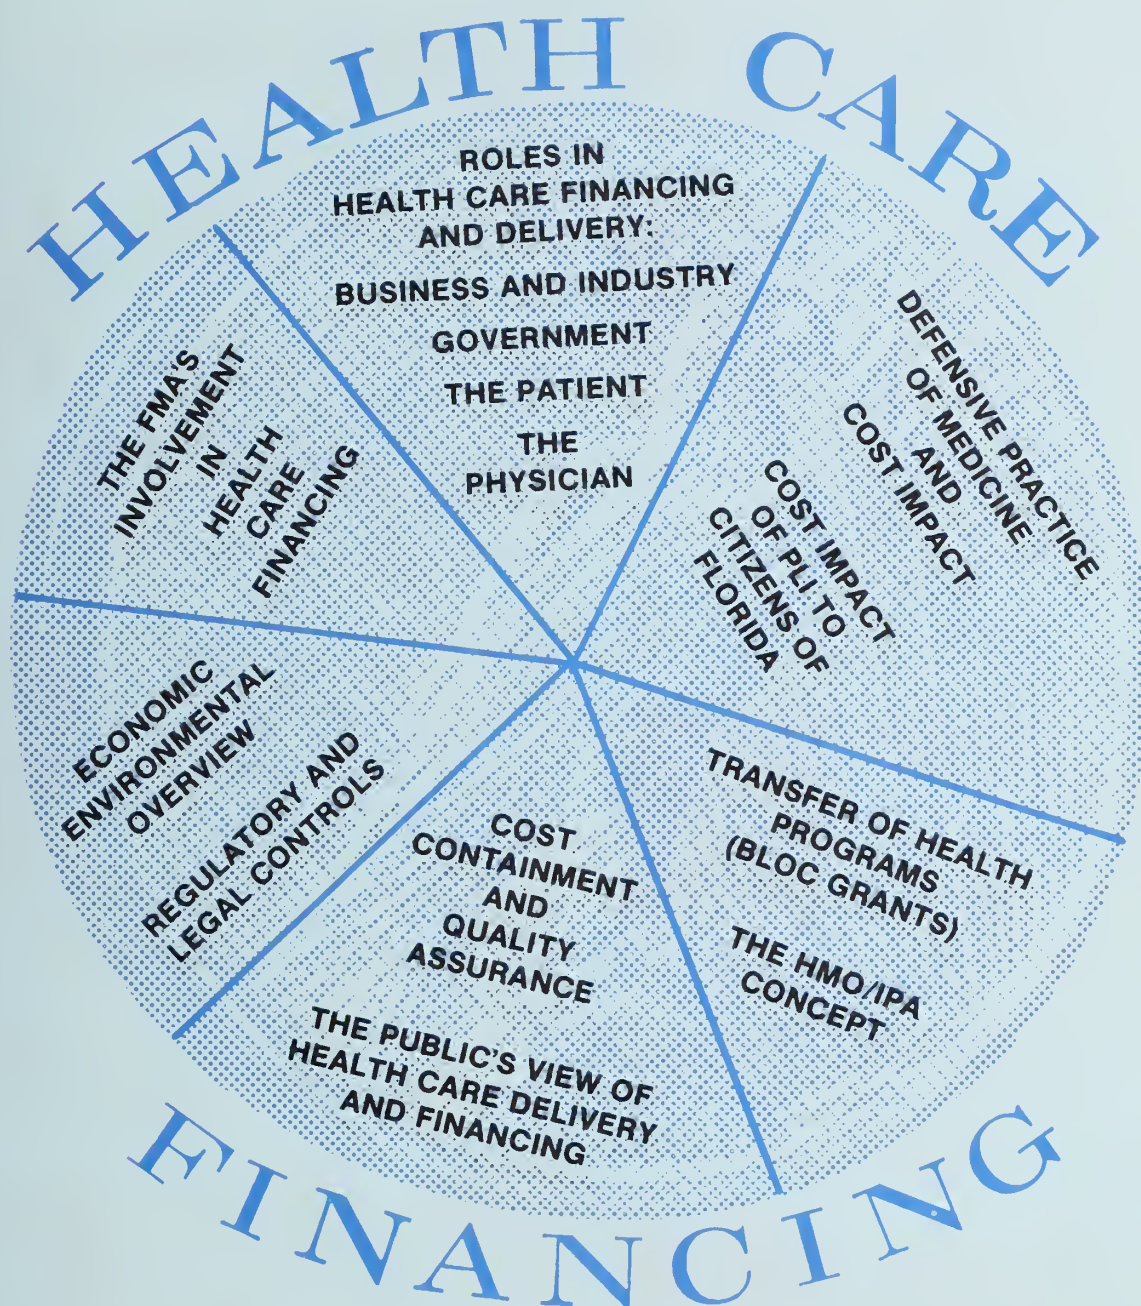 HEALTH CARE
ROLES IN
HEALTH CARE FINANCING
AND DELIVERY:
BUSINESS AND INDUSTRY
GOVERNMENT
THE PATIENT
THE
PHYSICIAN
DEFENSIVE PRACTICE
OF MEDICINE
AND
COST IMPACT
COST IMPACT
OF PLI TO
CITIZENS OF
FLORIDA
TRANSFER OF HEALTH
PROGRAMS
(BLOC GRANTS)
THE HMO/IPA
CONCEPT
COST
CONTAINMENT
AND
QUALITY
ASSURANCE
THE PUBLIC'S VIEW OF
HEALTH CARE DELIVERY
AND FINANCING
ECONOMIC
ENVIRONMENTAL
OVERVIEW
REGULATORY AND
LEGAL CONTROLS
THE FMA'S
INVOLVEMENT
IN
HEALTH
CARE
FINANCING
FINANCING